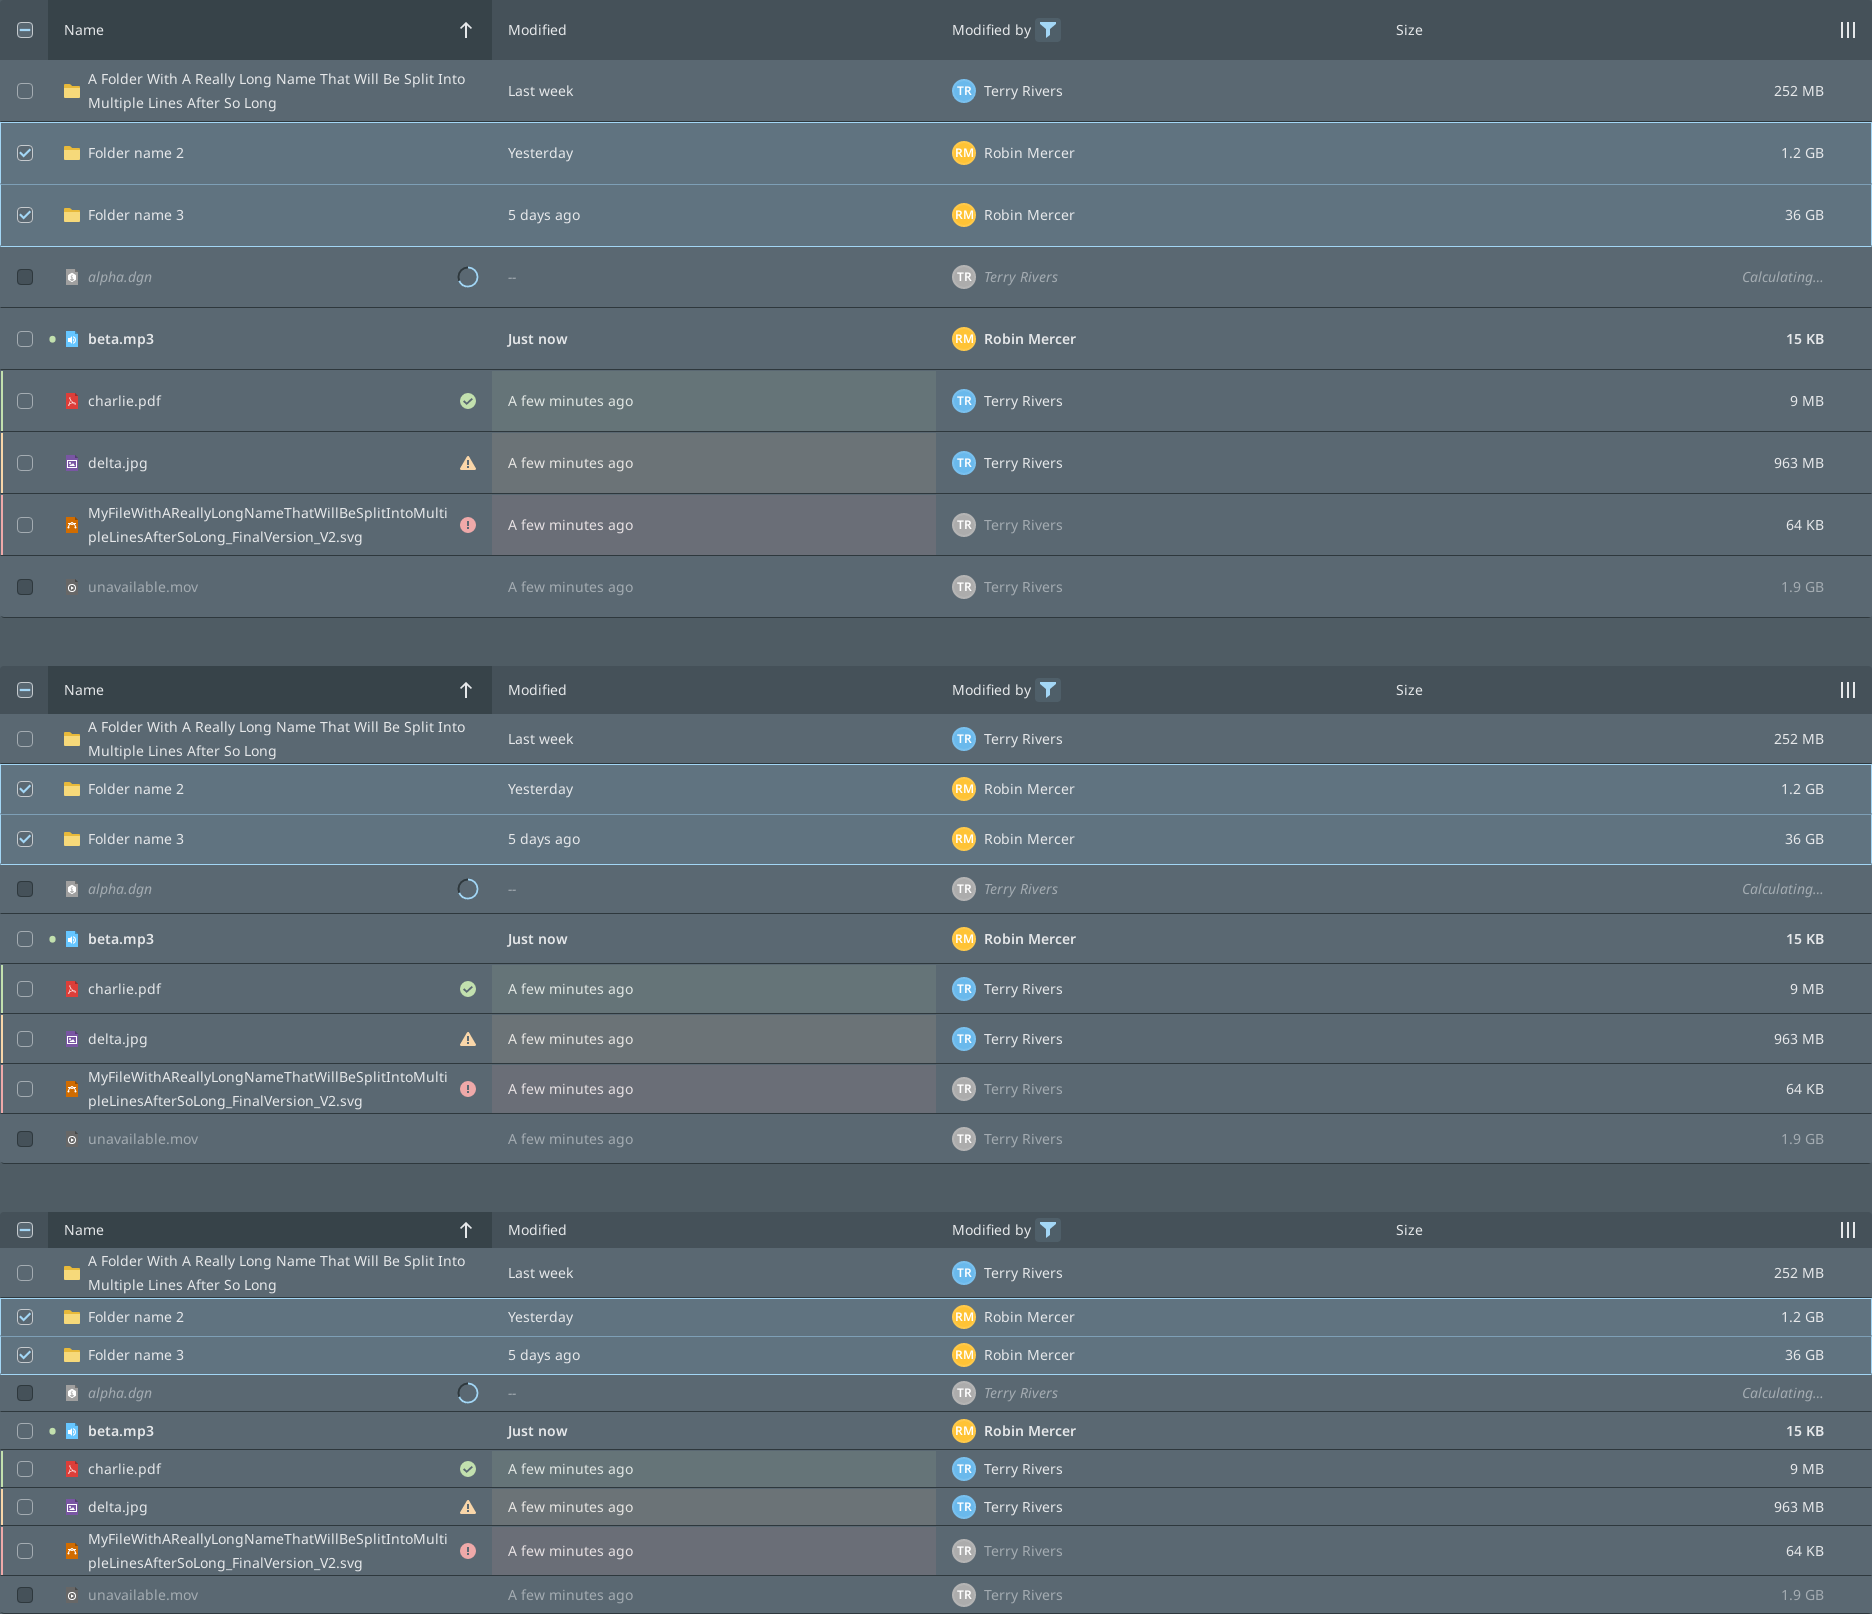 Name Modified Modified by Size
A Folder With A Really Long Name That Will Be Split Into
Multiple Lines After So Long
Last week TR Terry Rivers 252 MB
Folder name 2 Yesterday RM Robin Mercer 1.2 GB
Folder name 3 5 days ago RM Robin Mercer 36 GB
alpha.dgn -- TR Terry Rivers Calculating...
beta.mp3 Just now RM Robin Mercer 15 KB
charlie.pdf A few minutes ago TR Terry Rivers 9 MB
delta.jpg A few minutes ago TR Terry Rivers 963 MB
MyFileWithAReallyLongNameThatWillBeSplitIntoMulti
pleLinesAfterSoLong_FinalVersion_V2.svg
A few minutes ago TR Terry Rivers 64 KB
unavailable.mov A few minutes ago TR Terry Rivers 1.9 GB
Name Modified Modified by Size
A Folder With A Really Long Name That Will Be Split Into
Multiple Lines After So Long
Last week TR Terry Rivers 252 MB
Folder name 2 Yesterday RM Robin Mercer 1.2 GB
Folder name 3 5 days ago RM Robin Mercer 36 GB
alpha.dgn -- TR Terry Rivers Calculating...
beta.mp3 Just now RM Robin Mercer 15 KB
charlie.pdf A few minutes ago TR Terry Rivers 9 MB
delta.jpg A few minutes ago TR Terry Rivers 963 MB
MyFileWithAReallyLongNameThatWillBeSplitIntoMulti
pleLinesAfterSoLong_FinalVersion_V2.svg
A few minutes ago TR Terry Rivers 64 KB
unavailable.mov A few minutes ago TR Terry Rivers 1.9 GB
Name Modified Modified by Size
A Folder With A Really Long Name That Will Be Split Into
Multiple Lines After So Long
Last week TR Terry Rivers 252 MB
Folder name 2 Yesterday RM Robin Mercer 1.2 GB
Folder name 3 5 days ago RM Robin Mercer 36 GB
alpha.dgn -- TR Terry Rivers Calculating...
beta.mp3 Just now RM Robin Mercer 15 KB
charlie.pdf A few minutes ago TR Terry Rivers 9 MB
delta.jpg A few minutes ago TR Terry Rivers 963 MB
MyFileWithAReallyLongNameThatWillBeSplitIntoMulti
pleLinesAfterSoLong_FinalVersion_V2.svg
A few minutes ago TR Terry Rivers 64 KB
unavailable.mov A few minutes ago TR Terry Rivers 1.9 GB